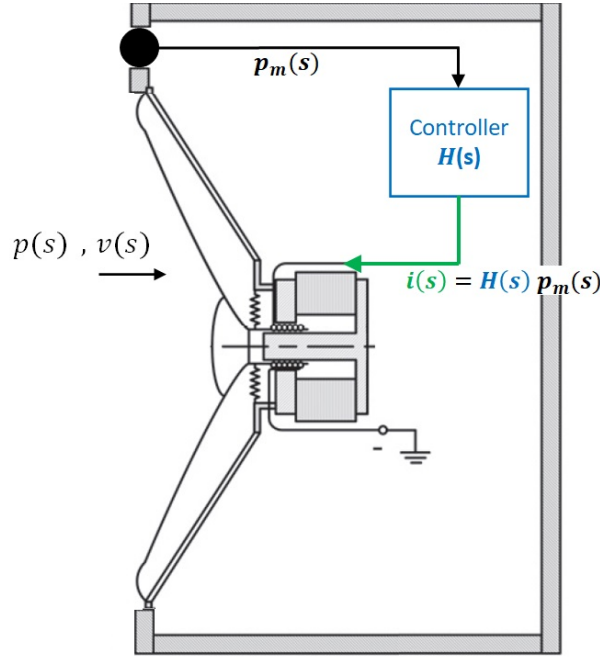 p_m(s)
Controller
H(s)
p(s) , v(s)
i(s) = H(s) p_m(s)
-